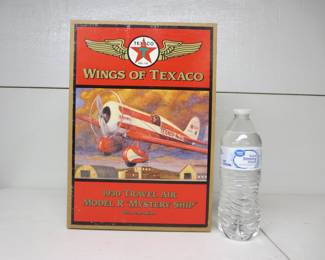 TEXACO
WINGS OF TEXACO
1930 TRAVEL AIR
MODEL R "MYSTERY SHIP"